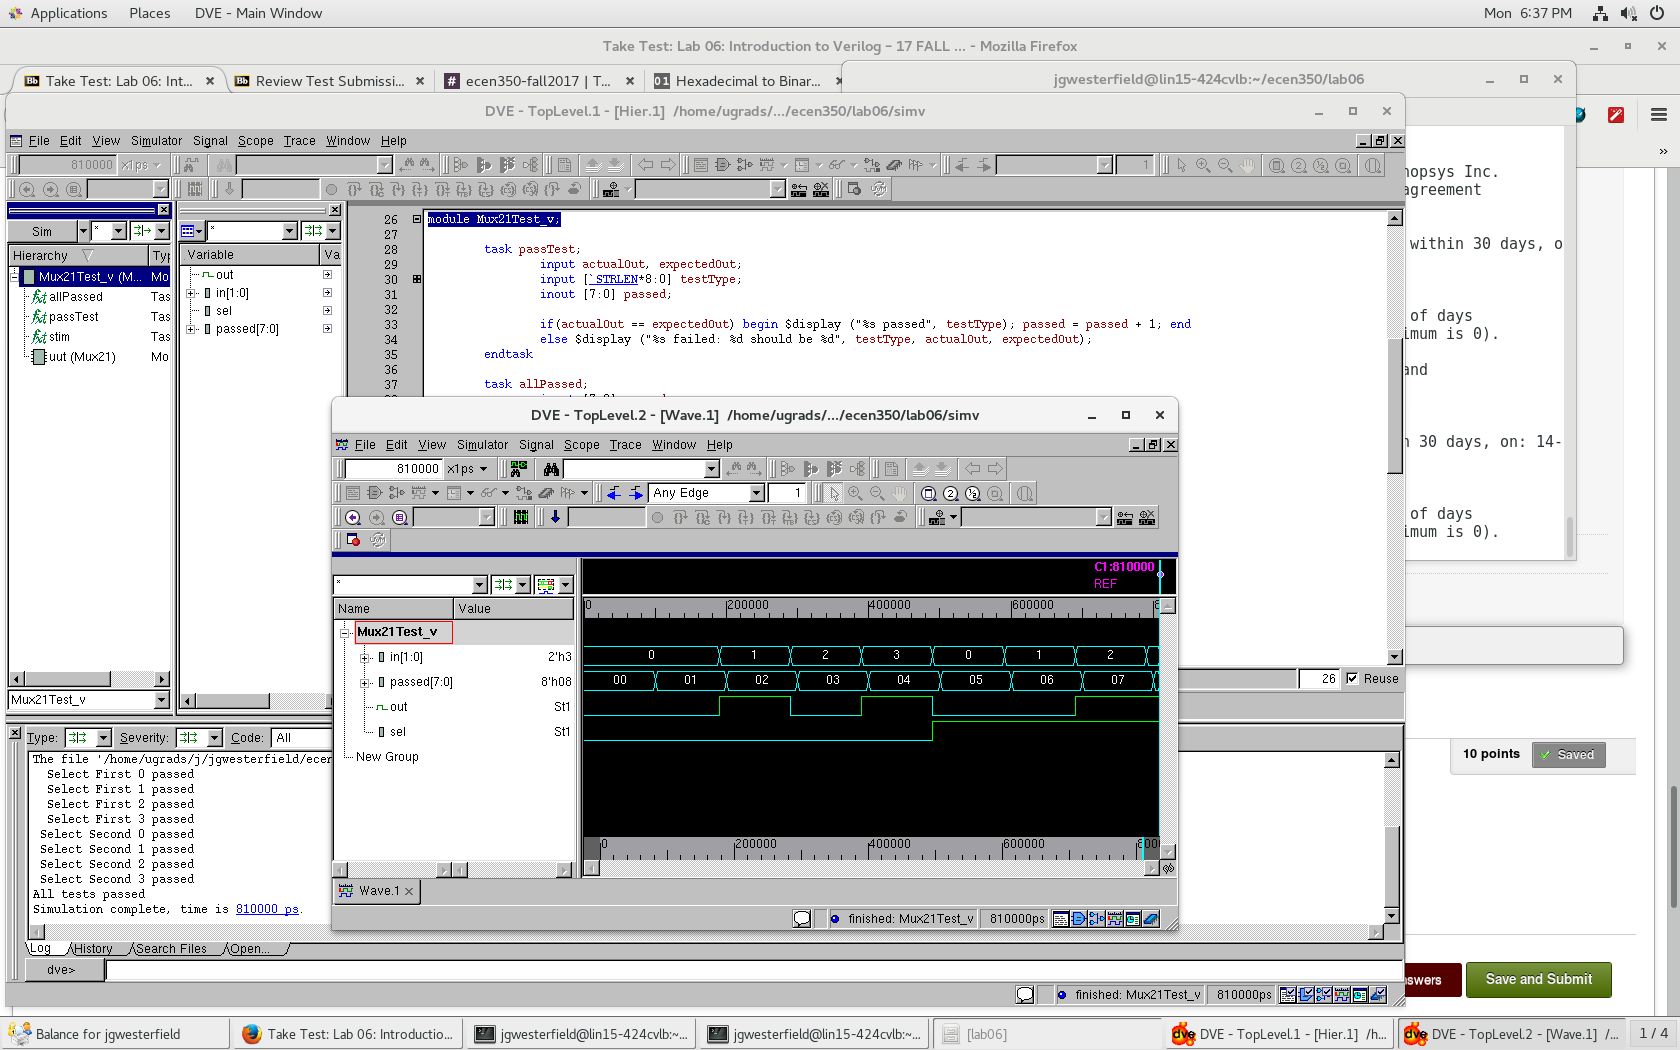 Applications Places DVE - Main Window Mon 6:37 PM
Take Test: Lab 06: Introduction to Verilog – 17 FALL ... - Mozilla Firefox
Take Test: Lab 06: Int... Review Test Submissi... ecen350-fall2017 | T... Hexadecimal to Binar...
jgwesterfield@lin15-424cvlb:~/ecen350/lab06
DVE - TopLevel.1 - [Hier.1] /home/ugrads/.../ecen350/lab06/simv
File Edit View Simulator Signal Scope Trace Window Help
810000 x1ps
1
nopsys Inc.
agreement
within 30 days, o
of days
imum is 0).
and
n 30 days, on: 14-
of days
imum is 0).
Sim * *
Hierarchy Typ
Mux21Test_v (M... Mo
allPassed Tas
passTest Tas
stim Tas
uut (Mux21) Mo
Mux21Test_v
Variable Va
out
in[1:0]
sel
passed[7:0]
26 module Mux21Test_v;
27
28 task passTest;
29 input actualOut, expectedOut;
30 input [`STRLEN*8:0] testType;
31 inout [7:0] passed;
32
33 if(actualOut == expectedOut) begin $display ("%s passed", testType); passed = passed + 1; end
34 else $display ("%s failed: %d should be %d", testType, actualOut, expectedOut);
35 endtask
36
37 task allPassed;
26 Reuse
DVE - TopLevel.2 - [Wave.1] /home/ugrads/.../ecen350/lab06/simv
File Edit View Simulator Signal Scope Trace Window Help
810000 x1ps
Any Edge 1
*
C1:810000
REF
Name Value
0 200000 400000 600000 8
Mux21Test_v
in[1:0] 2'h3 0 1 2 3 0 1 2
passed[7:0] 8'h08 00 01 02 03 04 05 06 07
out St1
sel St1
New Group
0 200000 400000 600000 800
Wave.1
finished: Mux21Test_v 810000ps
Type: Severity: Code: All
The file '/home/ugrads/j/jgwesterfield/ecen
Select First 0 passed
Select First 1 passed
Select First 2 passed
Select First 3 passed
Select Second 0 passed
Select Second 1 passed
Select Second 2 passed
Select Second 3 passed
All tests passed
Simulation complete, time is 810000 ps.
Log History Search Files Open...
dve>
finished: Mux21Test_v 810000ps
10 points Saved
nswers Save and Submit
Balance for jgwesterfield Take Test: Lab 06: Introductio... jgwesterfield@lin15-424cvlb:~... jgwesterfield@lin15-424cvlb:~... [lab06] DVE - TopLevel.1 - [Hier.1] /h... DVE - TopLevel.2 - [Wave.1] /... 1 / 4